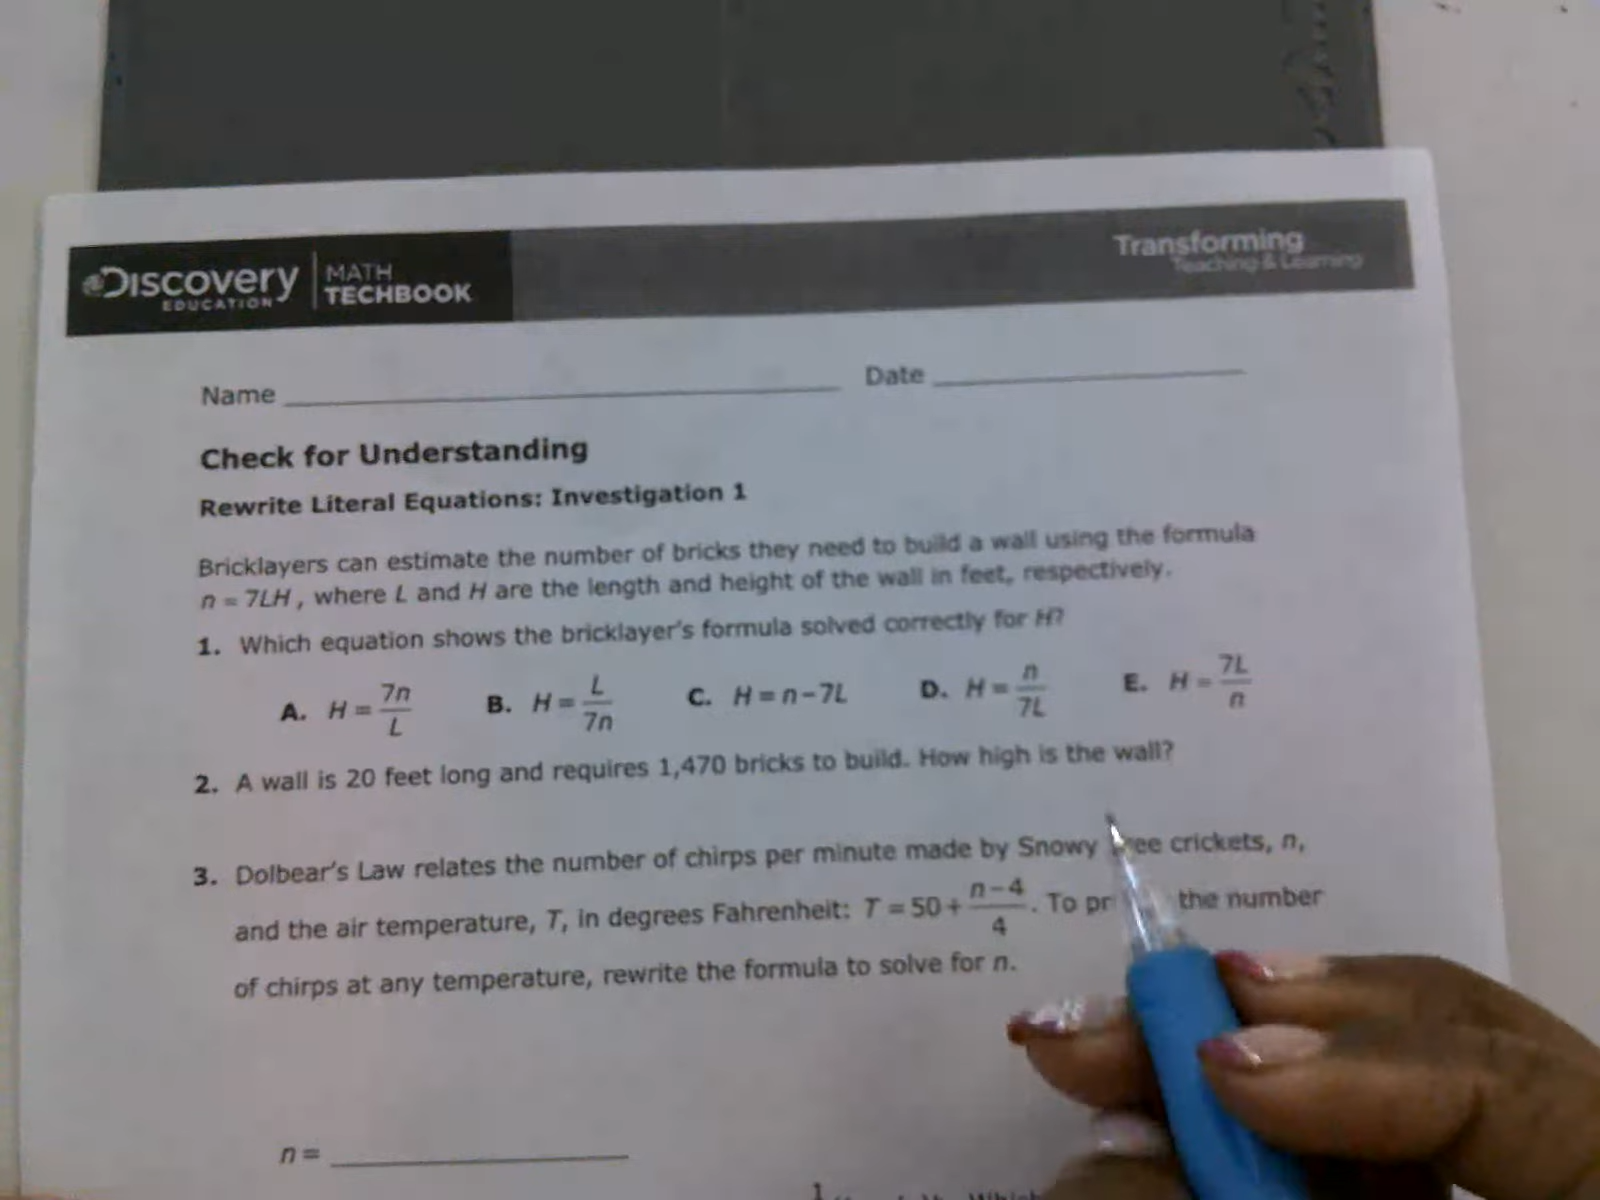 Discovery
EDUCATION
MATH
TECHBOOK
Transforming
Teaching & Learning
Name Date
Check for Understanding
Rewrite Literal Equations: Investigation 1
Bricklayers can estimate the number of bricks they need to build a wall using the formula
n = 7LH, where L and H are the length and height of the wall in feet, respectively.
1. Which equation shows the bricklayer's formula solved correctly for H?
A. H = 7n/L B. H = L/7n C. H = n – 7L D. H = n/7L E. H = 7L/n
2. A wall is 20 feet long and requires 1,470 bricks to build. How high is the wall?
3. Dolbear's Law relates the number of chirps per minute made by Snowy ree crickets, n,
and the air temperature, T, in degrees Fahrenheit: T = 50 + n – 4/4. To pr the number
of chirps at any temperature, rewrite the formula to solve for n.
n =